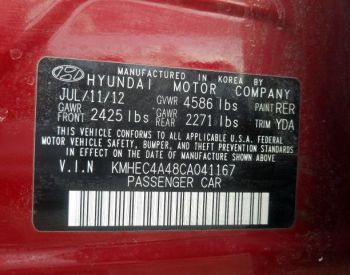 MANUFACTURED IN KOREA BY
HYUNDAI MOTOR COMPANY
JUL/11/12 GVWR 4586 lbs PAINT RER
GAWR FRONT 2425 lbs GAWR REAR 2271 lbs TRIM YDA
THIS VEHICLE CONFORMS TO ALL APPLICABLE U.S.A. FEDERAL
MOTOR VEHICLE SAFETY, BUMPER, AND THEFT PREVENTION
STANDARDS IN EFFECT ON THE DATE OF MANUFACTURE SHOWN ABOVE.
V.I.N KMHEC4A48CA041167
PASSENGER CAR